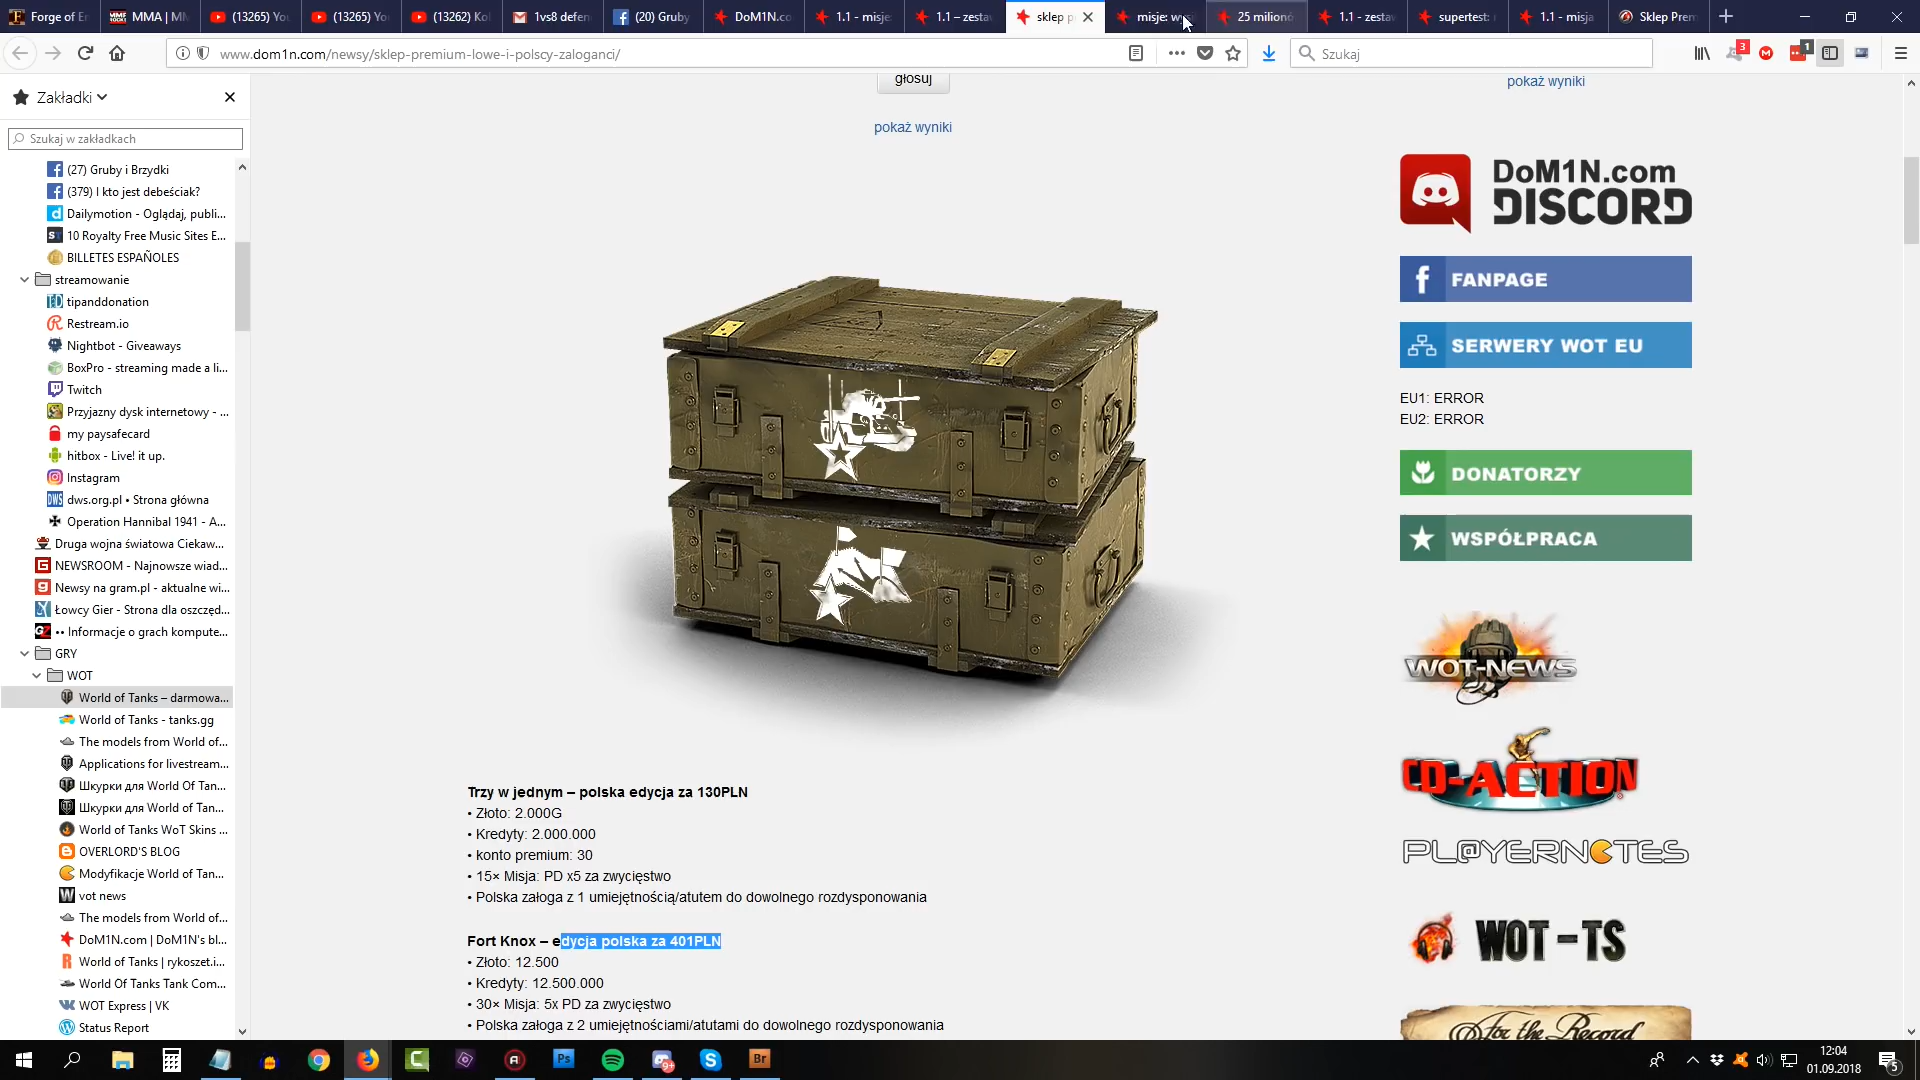 Forge of E
MMA | M
(13265) Yo
(13265) Yo
(13262) Ko
1vs8 defen
(20) Gruby
DoM1N.co
1.1 - misje
1.1 – zesta
sklep p
misje: w
25 milionó
1.1 - zesta
supertest:
1.1 - misja
Sklep Prem
www.dom1n.com/newsy/sklep-premium-lowe-i-polscy-zaloganci/
Szukaj
3
1
Zakładki
Szukaj w zakładkach
(27) Gruby i Brzydki
(379) I kto jest debeściak?
Dailymotion - Oglądaj, publi...
10 Royalty Free Music Sites E...
BILLETES ESPAÑOLES
streamowanie
tipanddonation
Restream.io
Nightbot - Giveaways
BoxPro - streaming made a li...
Twitch
Przyjazny dysk internetowy - ...
my paysafecard
hitbox - Live! it up.
Instagram
dws.org.pl • Strona główna
Operation Hannibal 1941 - A...
Druga wojna światowa Ciekaw...
NEWSROOM - Najnowsze wiad...
Newsy na gram.pl - aktualne wi...
Łowcy Gier - Strona dla oszczęd...
•• Informacje o grach kompute...
GRY
WOT
World of Tanks – darmowa...
World of Tanks - tanks.gg
The models from World of...
Applications for livestream...
Шкурки для World Of Tan...
Шкурки для World of Tan...
World of Tanks WoT Skins ...
OVERLORD'S BLOG
Modyfikacje World of Tan...
vot news
The models from World of...
DoM1N.com | DoM1N's bl...
World of Tanks | rykoszet.i...
World Of Tanks Tank Com...
WOT Express | VK
Status Report
głosuj
pokaż wyniki
Trzy w jednym – polska edycja za 130PLN
• Złoto: 2.000G
• Kredyty: 2.000.000
• konto premium: 30
• 15× Misja: PD x5 za zwycięstwo
• Polska załoga z 1 umiejętnością/atutem do dowolnego rozdysponowania
Fort Knox – edycja polska za 401PLN
• Złoto: 12.500
• Kredyty: 12.500.000
• 30× Misja: 5x PD za zwycięstwo
• Polska załoga z 2 umiejętnościami/atutami do dowolnego rozdysponowania
pokaż wyniki
DoM1N.com
DISCORD
FANPAGE
SERWERY WOT EU
EU1: ERROR
EU2: ERROR
DONATORZY
WSPÓŁPRACA
WOT-NEWS
CD-ACTION
PL@YERNOTES
WOT-TS
For the Record
12:04
01.09.2018
5